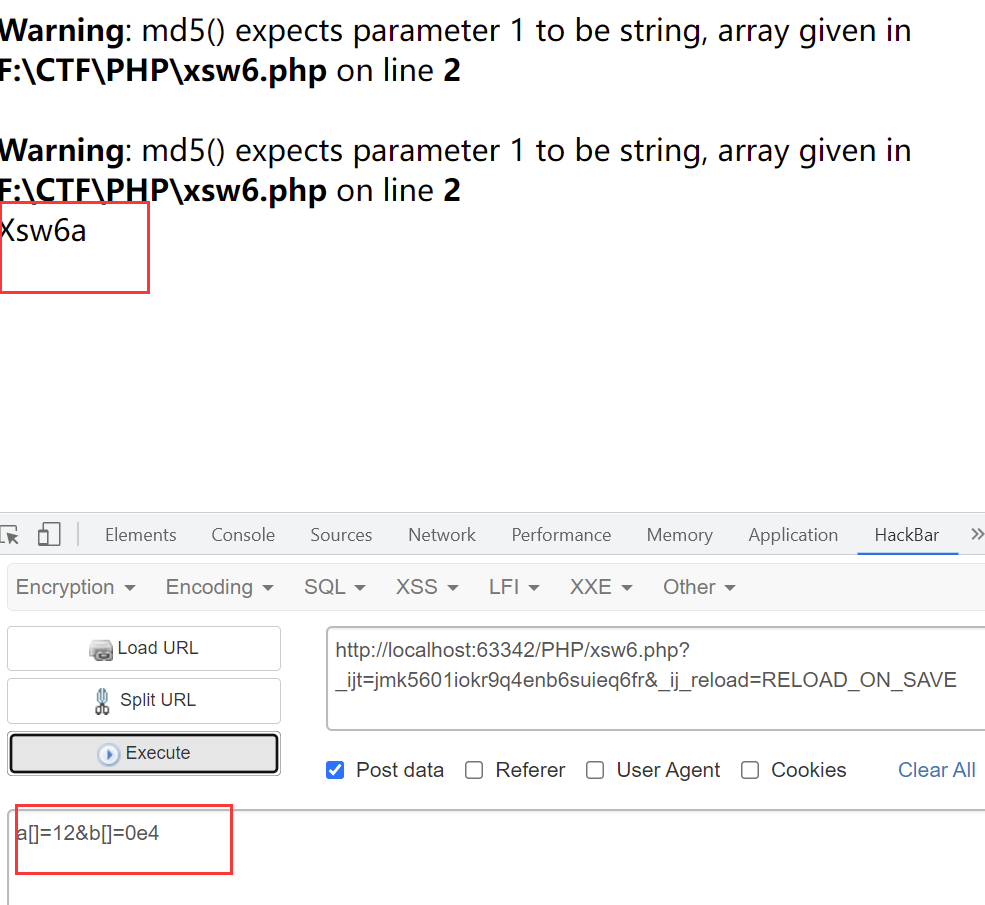 Warning: md5() expects parameter 1 to be string, array given in
F:\CTF\PHP\xsw6.php on line 2
Warning: md5() expects parameter 1 to be string, array given in
F:\CTF\PHP\xsw6.php on line 2
Xsw6a
Elements Console Sources Network Performance Memory Application HackBar »
Encryption Encoding SQL XSS LFI XXE Other
Load URL
http://localhost:63342/PHP/xsw6.php?
_ijt=jmk5601iokr9q4enb6suieq6fr&_ij_reload=RELOAD_ON_SAVE
Split URL
Execute
Post data Referer User Agent Cookies Clear All
a[]=12&b[]=0e4